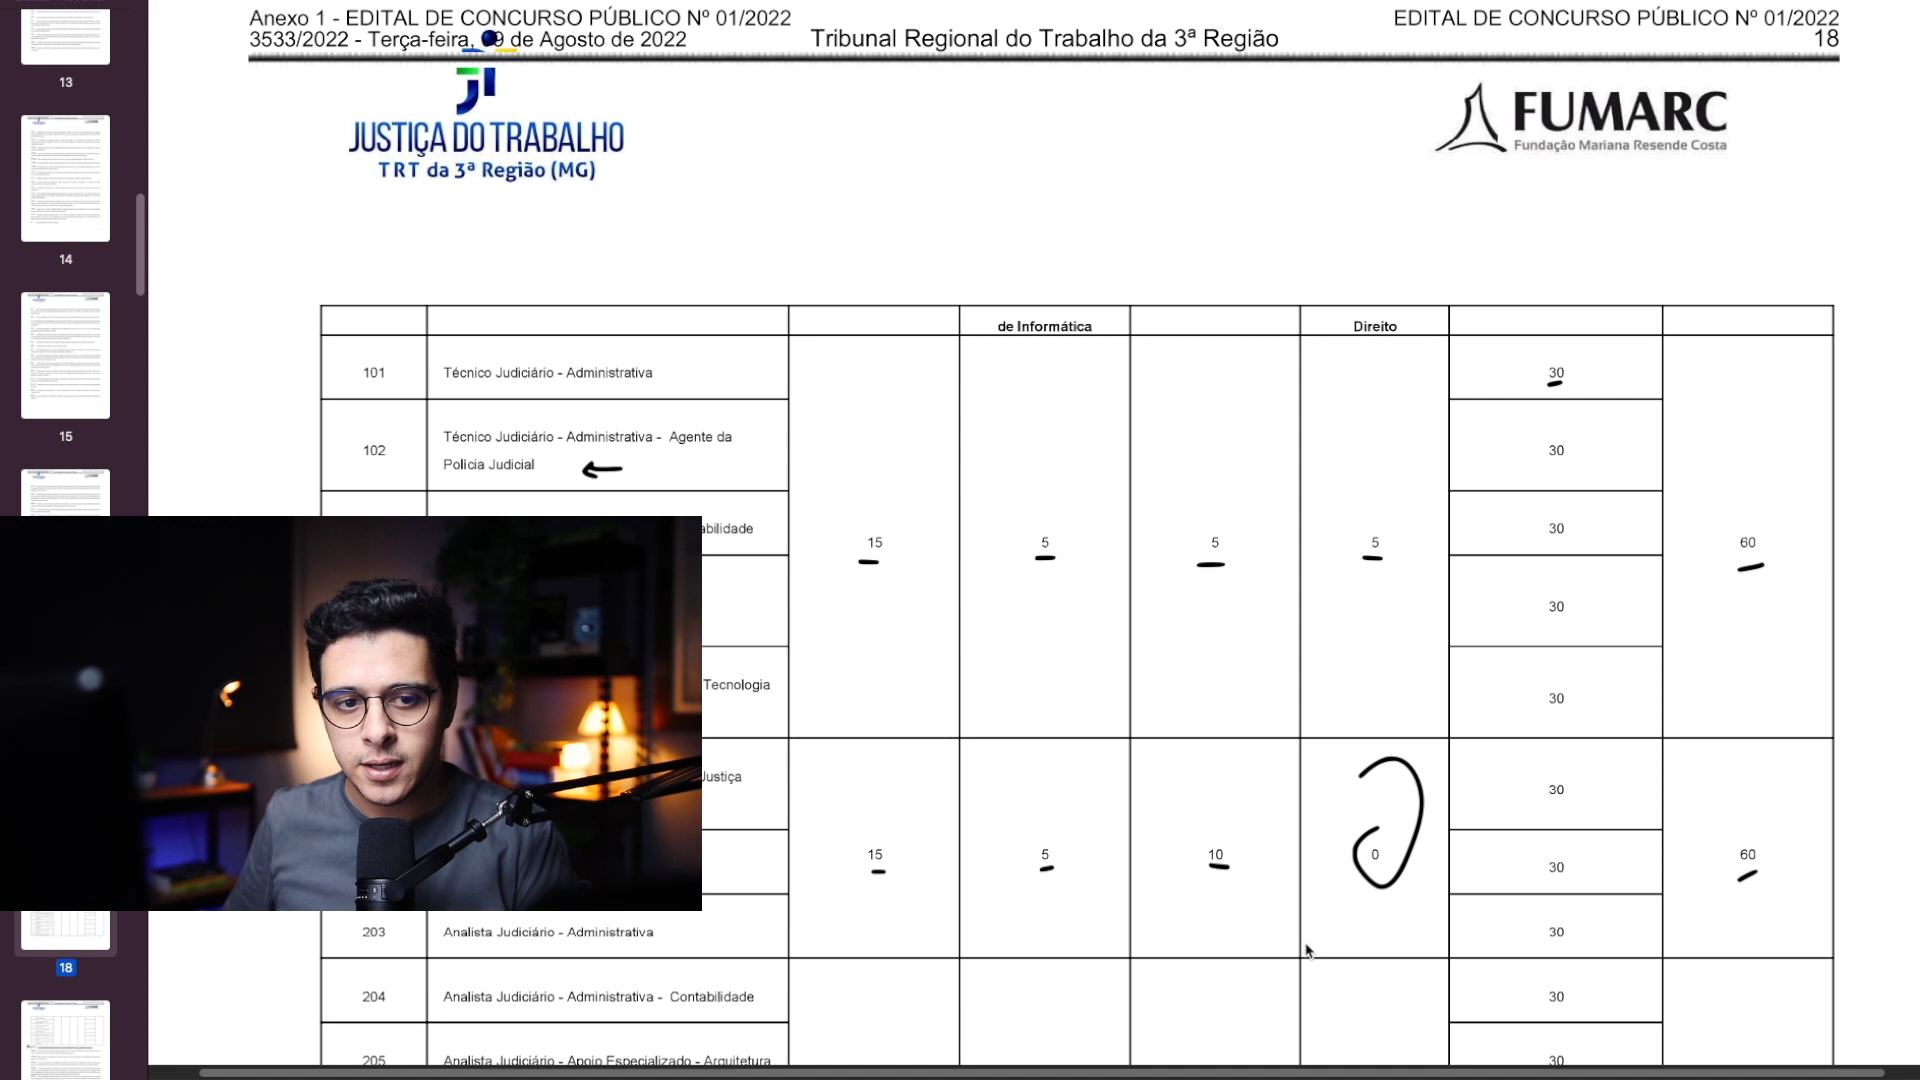 Anexo 1 - EDITAL DE CONCURSO PÚBLICO Nº 01/2022
EDITAL DE CONCURSO PÚBLICO Nº 01/2022
3533/2022 - Terça-feira, 09 de Agosto de 2022
Tribunal Regional do Trabalho da 3ª Região
18
JUSTIÇA DO TRABALHO
TRT da 3ª Região (MG)
FUMARC
Fundação Mariana Resende Costa
13
14
15
18
de Informática
Direito
101
Técnico Judiciário - Administrativa
30
102
Técnico Judiciário - Administrativa - Agente da
Polícia Judicial
30
abilidade
30
15
5
5
5
60
30
Tecnologia
30
Justiça
30
15
5
10
0
60
30
203
Analista Judiciário - Administrativa
30
204
Analista Judiciário - Administrativa - Contabilidade
30
205
Analista Judiciário - Apoio Especializado - Arquitetura
30